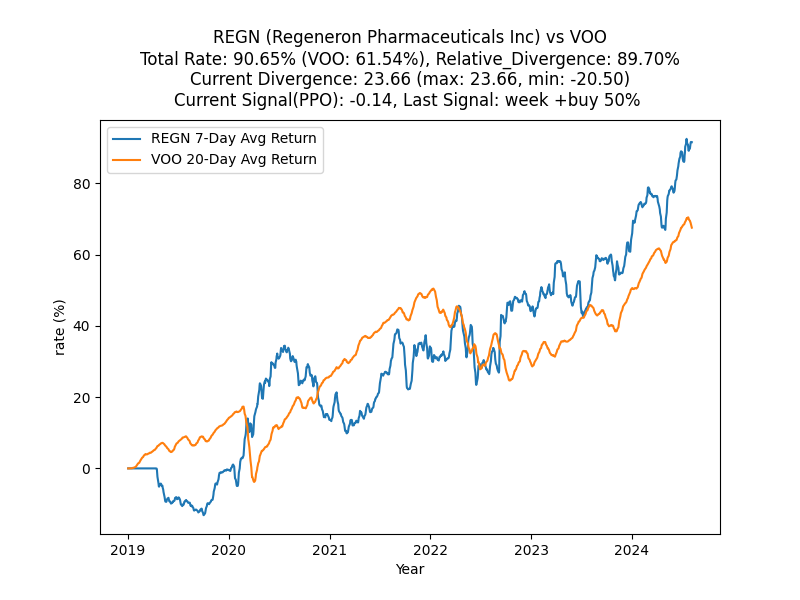 REGN (Regeneron Pharmaceuticals Inc) vs VOO
Total Rate: 90.65% (VOO: 61.54%), Relative_Divergence: 89.70%
Current Divergence: 23.66 (max: 23.66, min: -20.50)
Current Signal(PPO): -0.14, Last Signal: week +buy 50%
REGN 7-Day Avg Return
VOO 20-Day Avg Return
80
60
40
20
0
rate (%)
2019 2020 2021 2022 2023 2024
Year